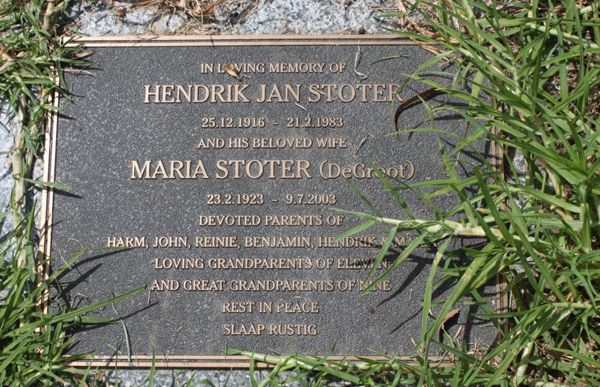 IN LOVING MEMORY OF
HENDRIK JAN STOTER
25.12.1916 - 21.2.1983
AND HIS BELOVED WIFE
MARIA STOTER (DeGroot)
23.2.1923 - 9.7.2003
DEVOTED PARENTS OF
HARM, JOHN, REINIE, BENJAMIN, HENDRIK &
LOVING GRANDPARENTS OF ELEVEN
AND GREAT GRANDPARENTS OF NINE
REST IN PEACE
SLAAP RUSTIG